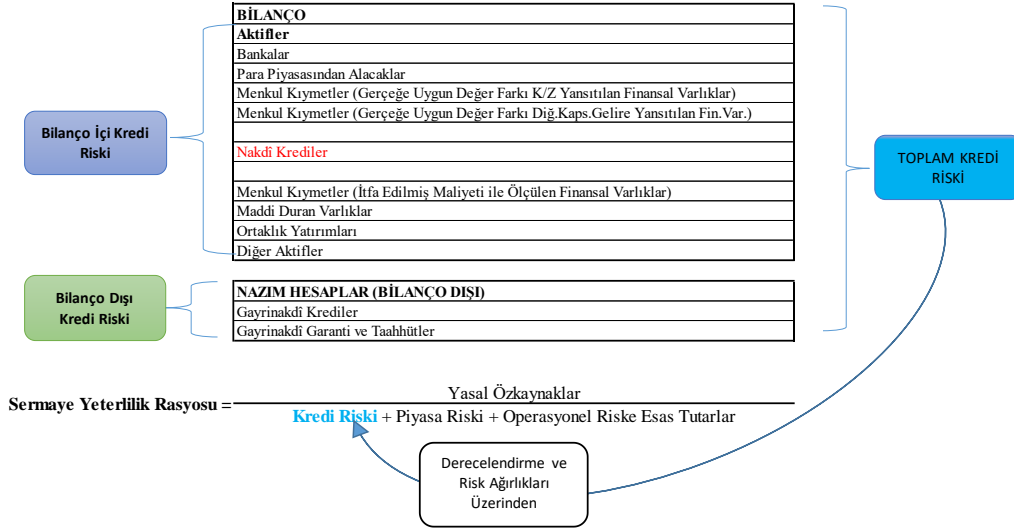 BİLANÇO
Aktifler
Bankalar
Para Piyasasından Alacaklar
Menkul Kıymetler (Gerçeğe Uygun Değer Farkı K/Z Yansıtılan Finansal Varlıklar)
Menkul Kıymetler (Gerçeğe Uygun Değer Farkı Diğ.Kaps.Gelire Yansıtılan Fin.Var.)
Nakdî Krediler
Menkul Kıymetler (İtfa Edilmiş Maliyeti ile Ölçülen Finansal Varlıklar)
Maddi Duran Varlıklar
Ortaklık Yatırımları
Diğer Aktifler
Bilanço İçi Kredi
Riski
TOPLAM KREDİ
RİSKİ
Bilanço Dışı
Kredi Riski
NAZIM HESAPLAR (BİLANÇO DIŞI)
Gayrinakdî Krediler
Gayrinakdî Garanti ve Taahhütler
Sermaye Yeterlilik Rasyosu =
Yasal Özkaynaklar
Kredi Riski + Piyasa Riski + Operasyonel Riske Esas Tutarlar
Derecelendirme ve
Risk Ağırlıkları
Üzerinden